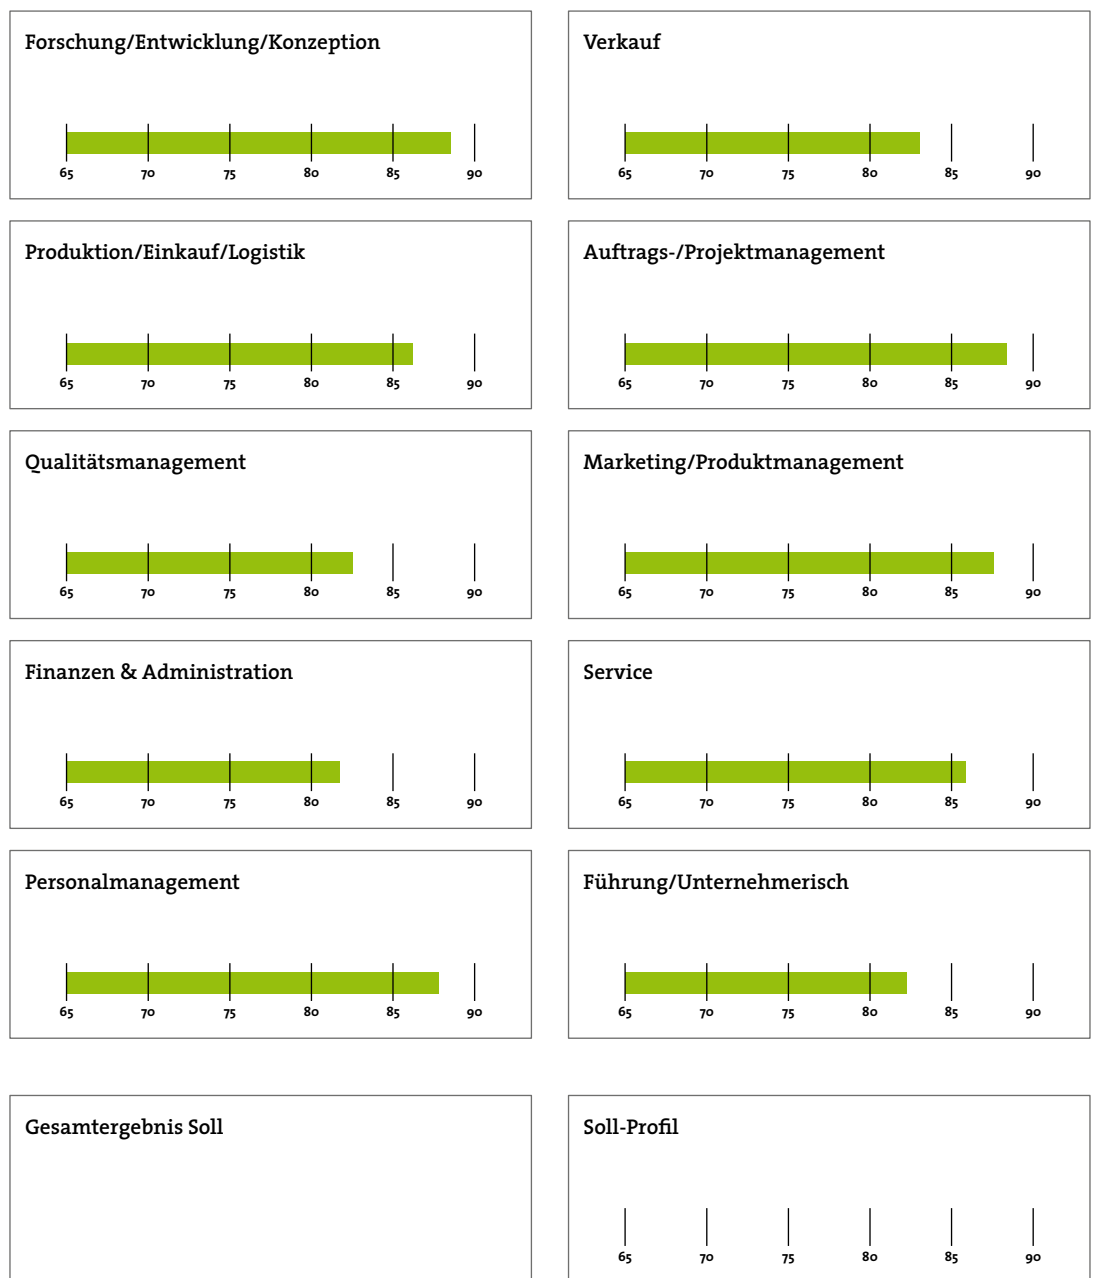 Forschung/Entwicklung/Konzeption
65 70 75 80 85 90
Verkauf
65 70 75 80 85 90
Produktion/Einkauf/Logistik
65 70 75 80 85 90
Auftrags-/Projektmanagement
65 70 75 80 85 90
Qualitätsmanagement
65 70 75 80 85 90
Marketing/Produktmanagement
65 70 75 80 85 90
Finanzen & Administration
65 70 75 80 85 90
Service
65 70 75 80 85 90
Personalmanagement
65 70 75 80 85 90
Führung/Unternehmerisch
65 70 75 80 85 90
Gesamtergebnis Soll
Soll-Profil
65 70 75 80 85 90